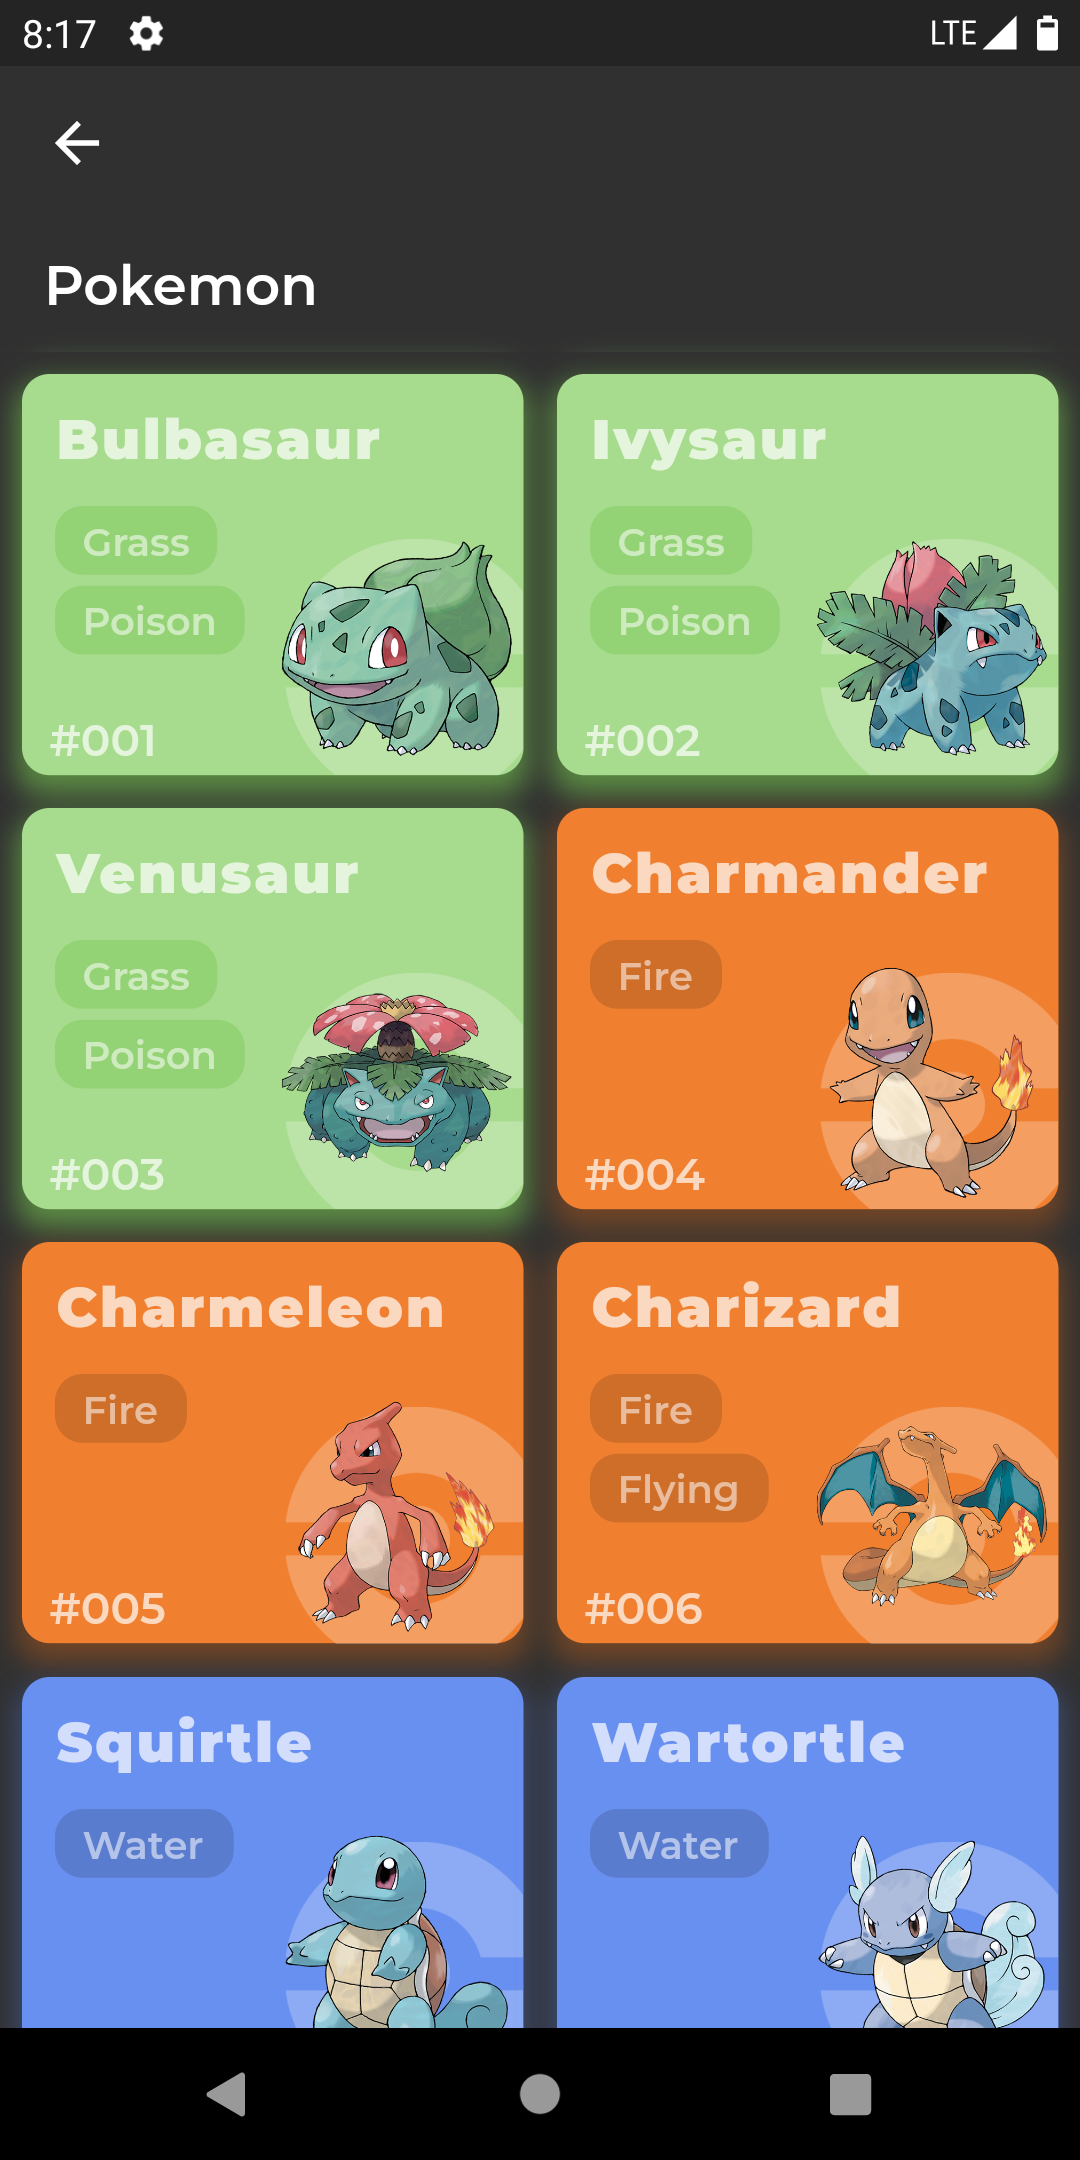 8:17
LTE
Pokemon
Bulbasaur
Grass
Poison
#001
Ivysaur
Grass
Poison
#002
Venusaur
Grass
Poison
#003
Charmander
Fire
#004
Charmeleon
Fire
#005
Charizard
Fire
Flying
#006
Squirtle
Water
Wartortle
Water